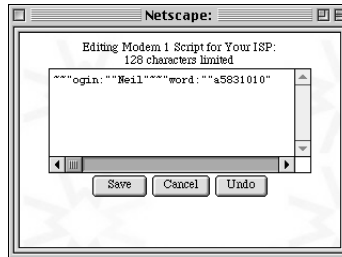 Netscape:
Editing Modem 1 Script for Your ISP:
128 characters limited
~~"ogin:""Neil"~~"word:""a5831010"
Save Cancel Undo